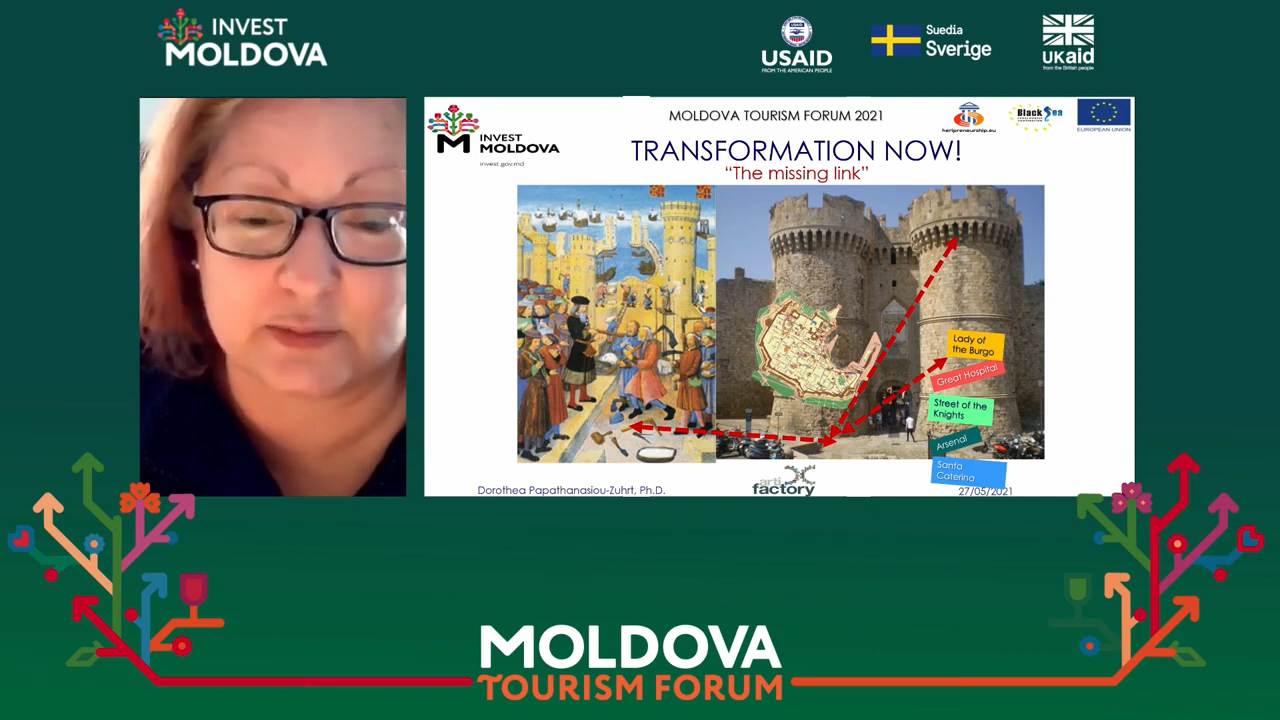 INVEST
MOLDOVA
USAID
FROM THE AMERICAN PEOPLE
Suedia
Sverige
UKaid
from the British people
INVEST
MOLDOVA
invest.gov.md
MOLDOVA TOURISM FORUM 2021
heripreneurship.eu
Black Sea
EUROPEAN UNION
TRANSFORMATION NOW!
“The missing link”
Lady of
the Burgo
Great Hospital
Street of the
Knights
Arsenal
Santa
Caterina
Dorothea Papathanasiou-Zuhrt, Ph.D.
arti
factory
27/05/2021
MOLDOVA
TOURISM FORUM